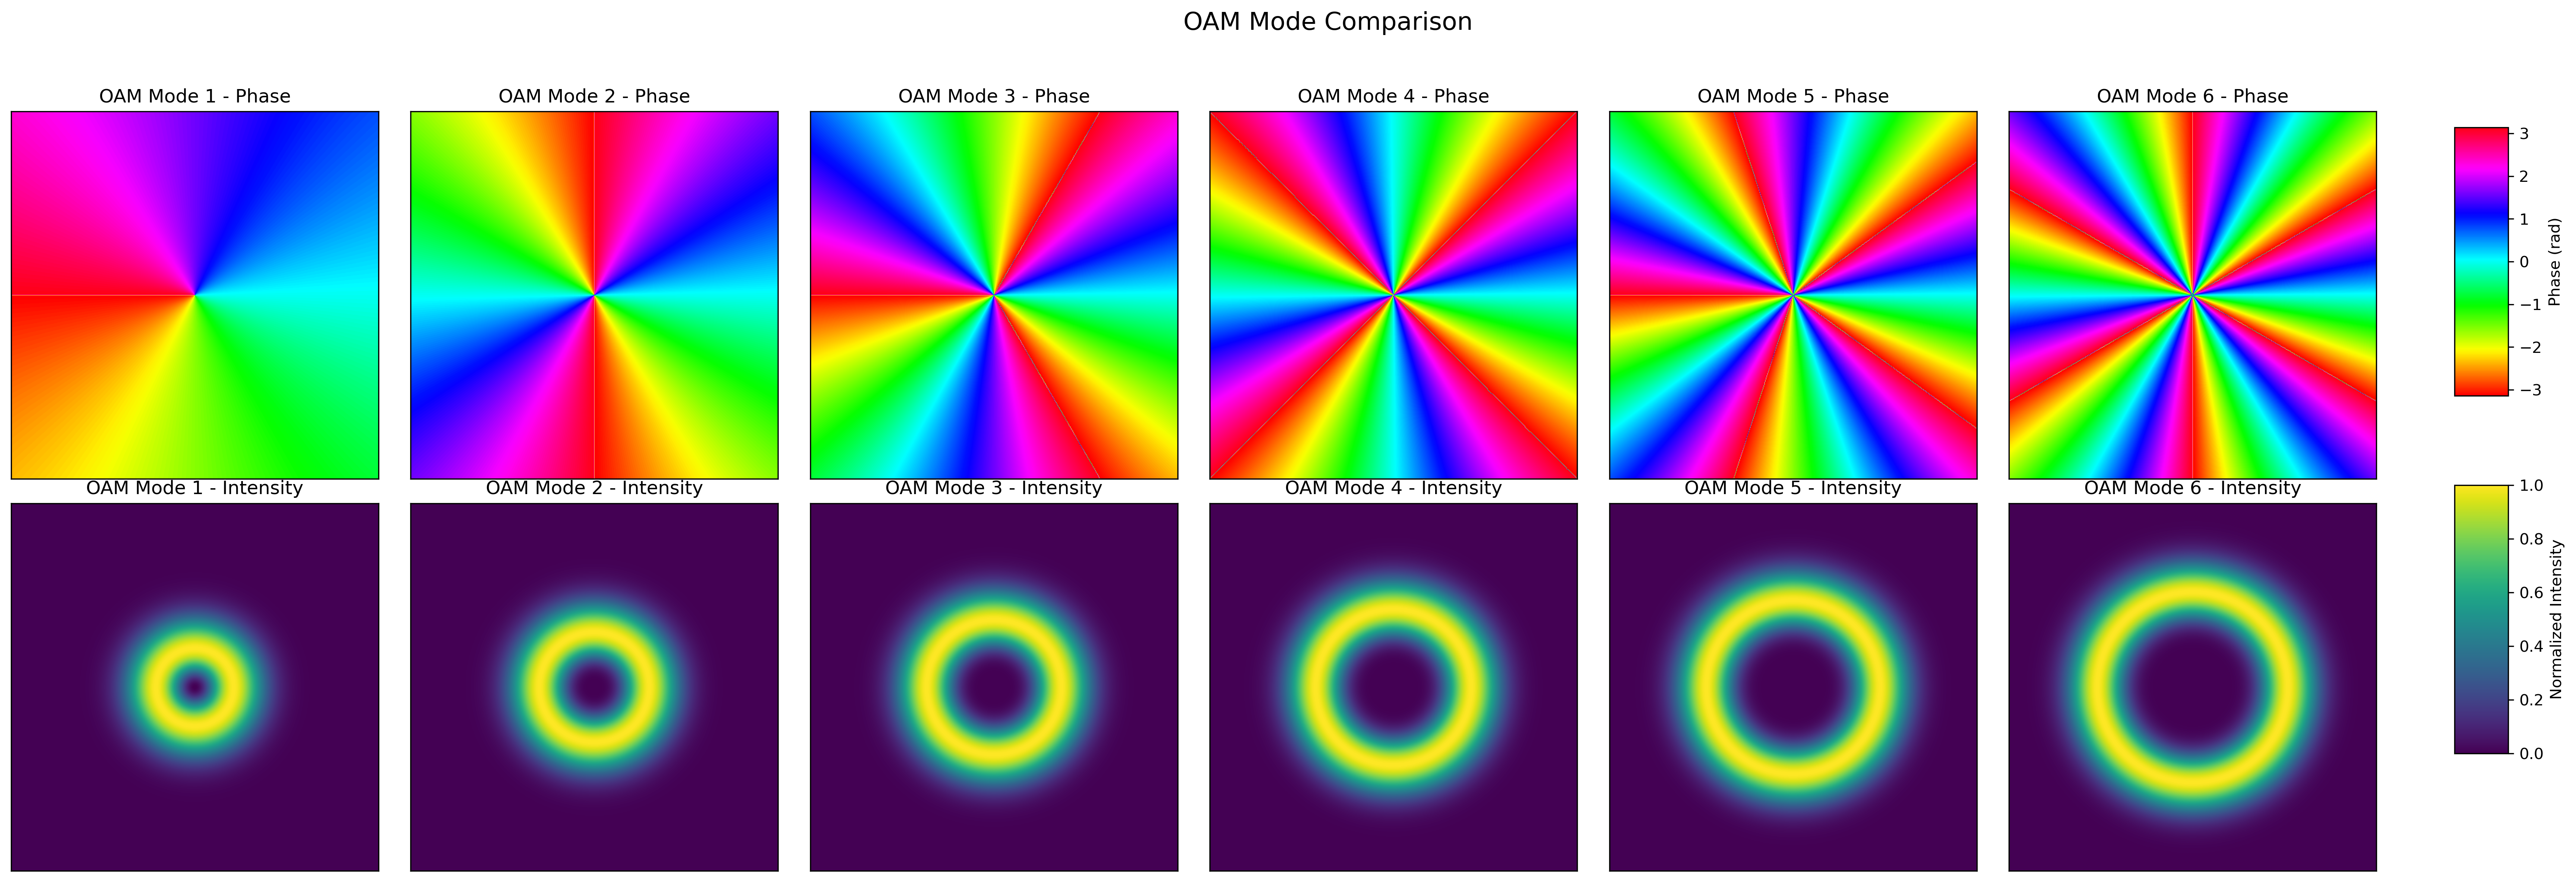 OAM Mode Comparison
OAM Mode 1 - Phase
OAM Mode 2 - Phase
OAM Mode 3 - Phase
OAM Mode 4 - Phase
OAM Mode 5 - Phase
OAM Mode 6 - Phase
3
2
1
0
−1
−2
−3
Phase (rad)
OAM Mode 1 - Intensity
OAM Mode 2 - Intensity
OAM Mode 3 - Intensity
OAM Mode 4 - Intensity
OAM Mode 5 - Intensity
OAM Mode 6 - Intensity
1.0
0.8
0.6
0.4
0.2
0.0
Normalized Intensity